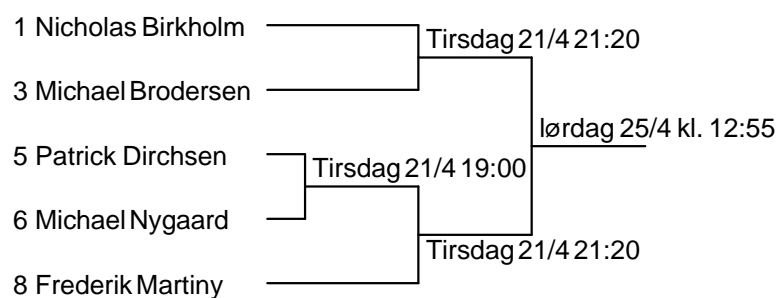 1 Nicholas Birkholm
Tirsdag 21/4 21:20
3 Michael Brodersen
lørdag 25/4 kl. 12:55
5 Patrick Dirchsen
Tirsdag 21/4 19:00
6 Michael Nygaard
Tirsdag 21/4 21:20
8 Frederik Martiny